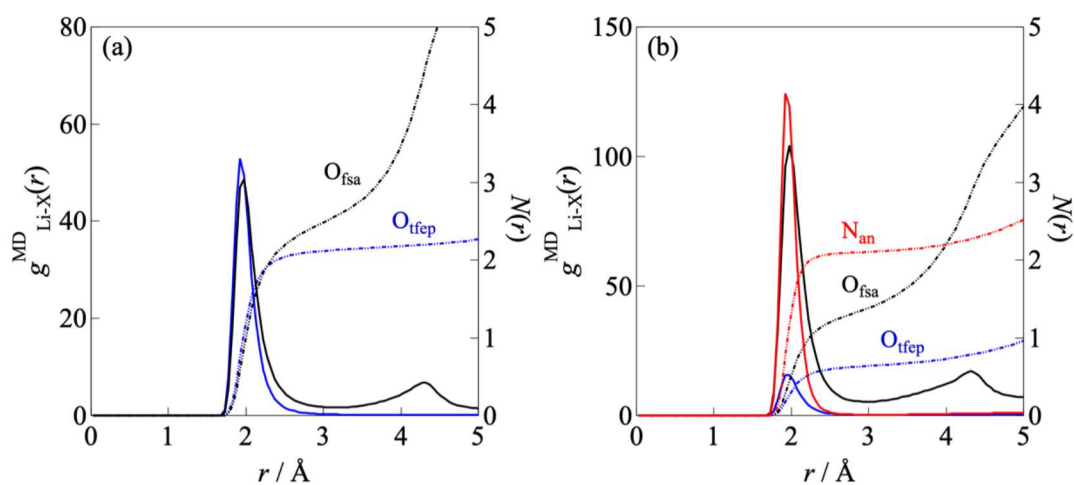 (a)
80
60
40
20
0
g^MD_Li-X(r)
5
4
3
2
1
0
N(r)
O_fsa
O_tfep
0 1 2 3 4 5
r / Å
(b)
150
100
50
0
g^MD_Li-X(r)
5
4
3
2
1
0
N(r)
N_an
O_fsa
O_tfep
0 1 2 3 4 5
r / Å